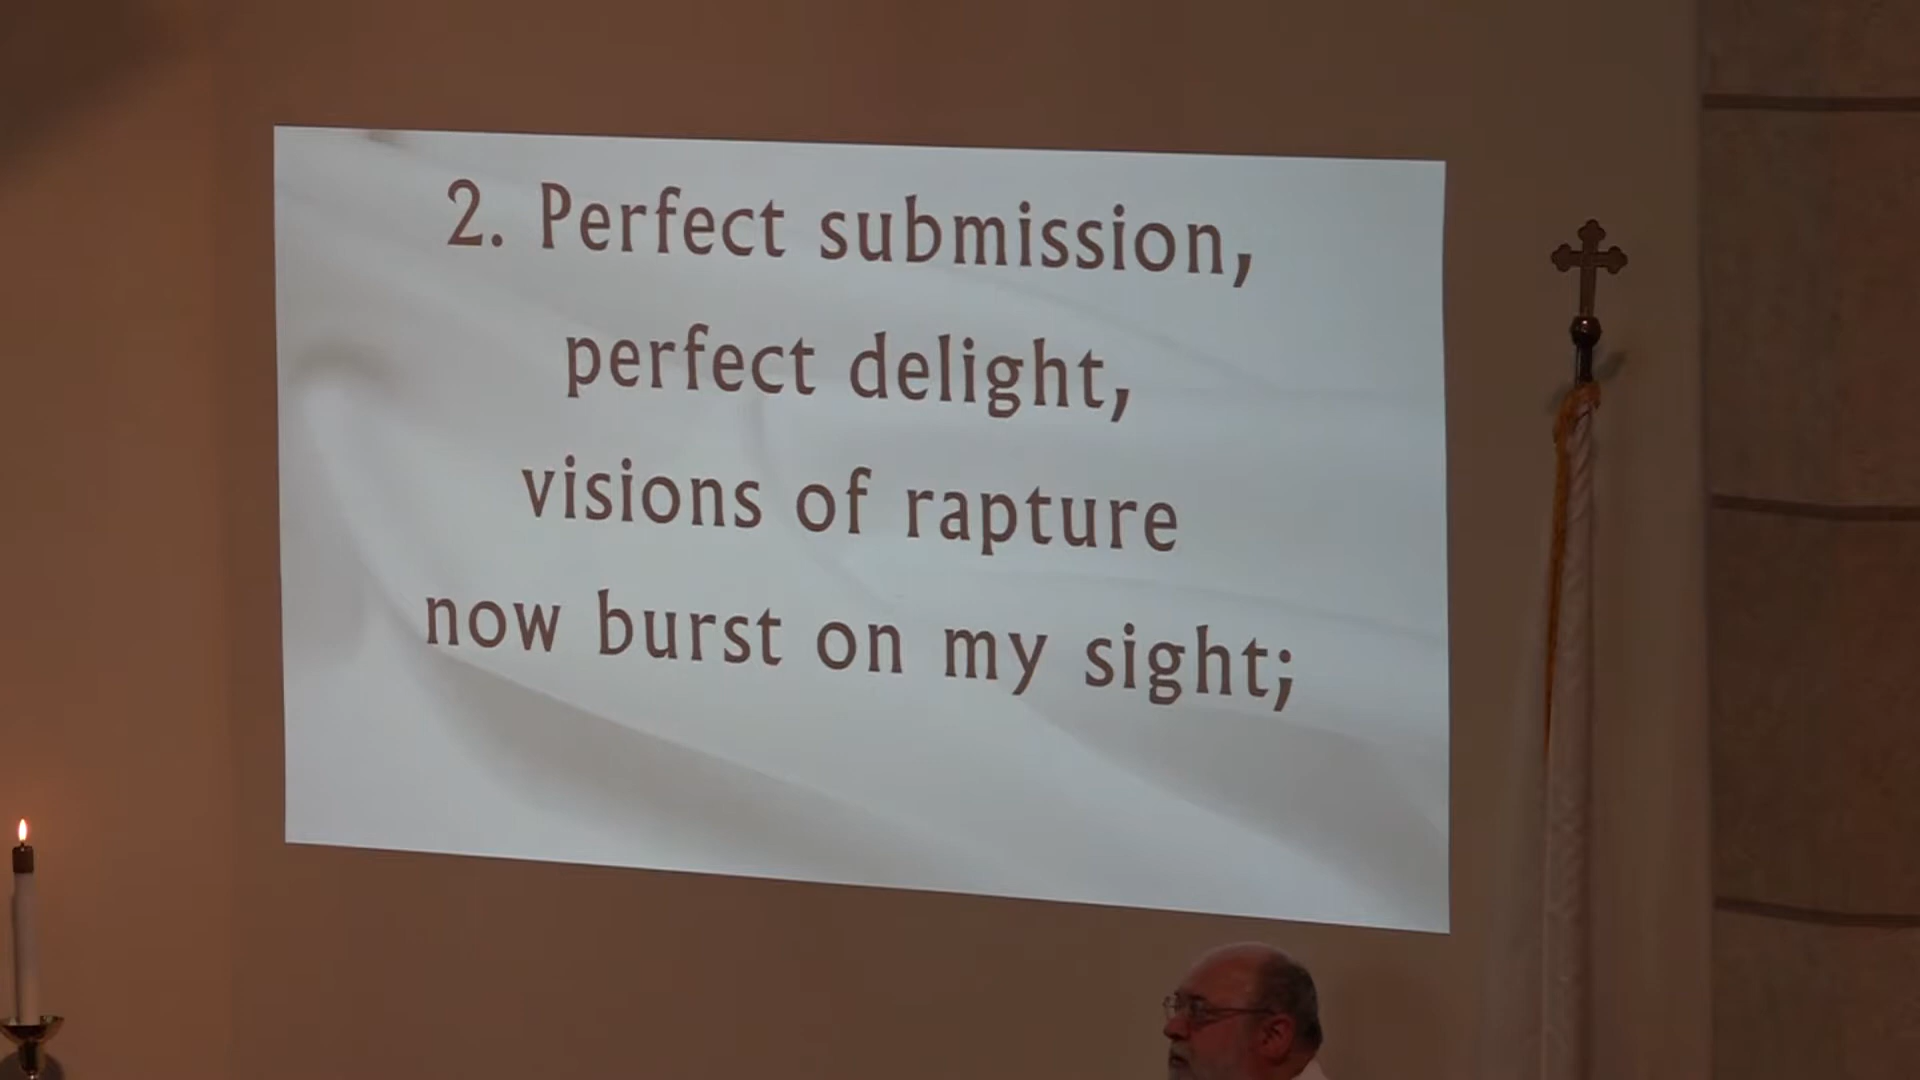 2. Perfect submission,
perfect delight,
visions of rapture
now burst on my sight;